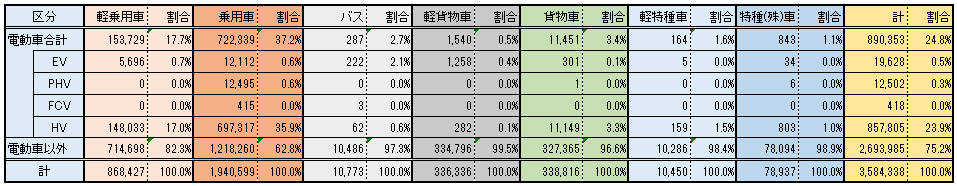 区分 軽乗用車 割合 乗用車 割合 バス 割合 軽貨物車 割合 貨物車 割合 軽特種車 割合 特種(殊)車 割合 計 割合
電動車合計 153,729 17.7% 722,339 37.2% 287 2.7% 1,540 0.5% 11,451 3.4% 164 1.6% 843 1.1% 890,353 24.8%
EV 5,696 0.7% 12,112 0.6% 222 2.1% 1,258 0.4% 301 0.1% 5 0.0% 34 0.0% 19,628 0.5%
PHV 0 0.0% 12,495 0.6% 0 0.0% 0 0.0% 1 0.0% 0 0.0% 6 0.0% 12,502 0.3%
FCV 0 0.0% 415 0.0% 3 0.0% 0 0.0% 0 0.0% 0 0.0% 0 0.0% 418 0.0%
HV 148,033 17.0% 697,317 35.9% 62 0.6% 282 0.1% 11,149 3.3% 159 1.5% 803 1.0% 857,805 23.9%
電動車以外 714,698 82.3% 1,218,260 62.8% 10,486 97.3% 334,796 99.5% 327,365 96.6% 10,286 98.4% 78,094 98.9% 2,693,985 75.2%
計 868,427 100.0% 1,940,599 100.0% 10,773 100.0% 336,336 100.0% 338,816 100.0% 10,450 100.0% 78,937 100.0% 3,584,338 100.0%